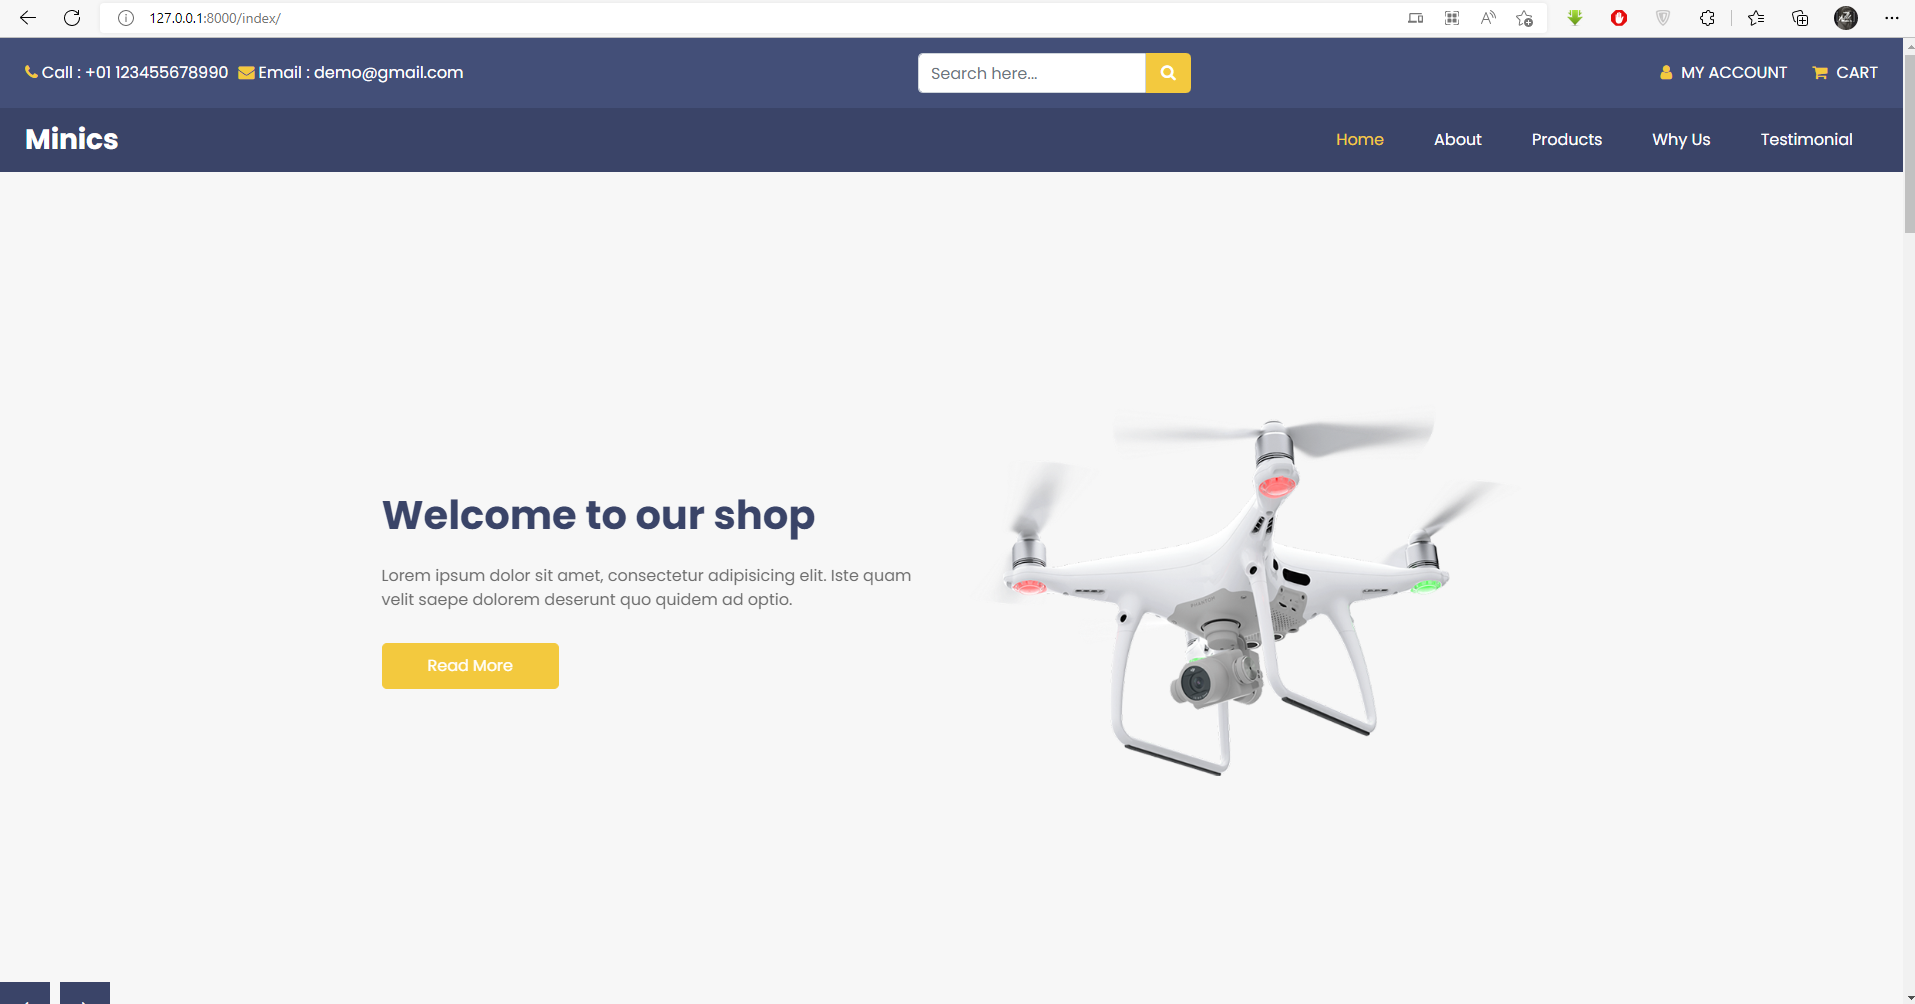 127.0.0.1:8000/index/
Call : +01 123455678990 Email : demo@gmail.com
Search here...
MY ACCOUNT
CART
Minics
Home
About
Products
Why Us
Testimonial
Welcome to our shop
Lorem ipsum dolor sit amet, consectetur adipisicing elit. Iste quam
velit saepe dolorem deserunt quo quidem ad optio.
Read More